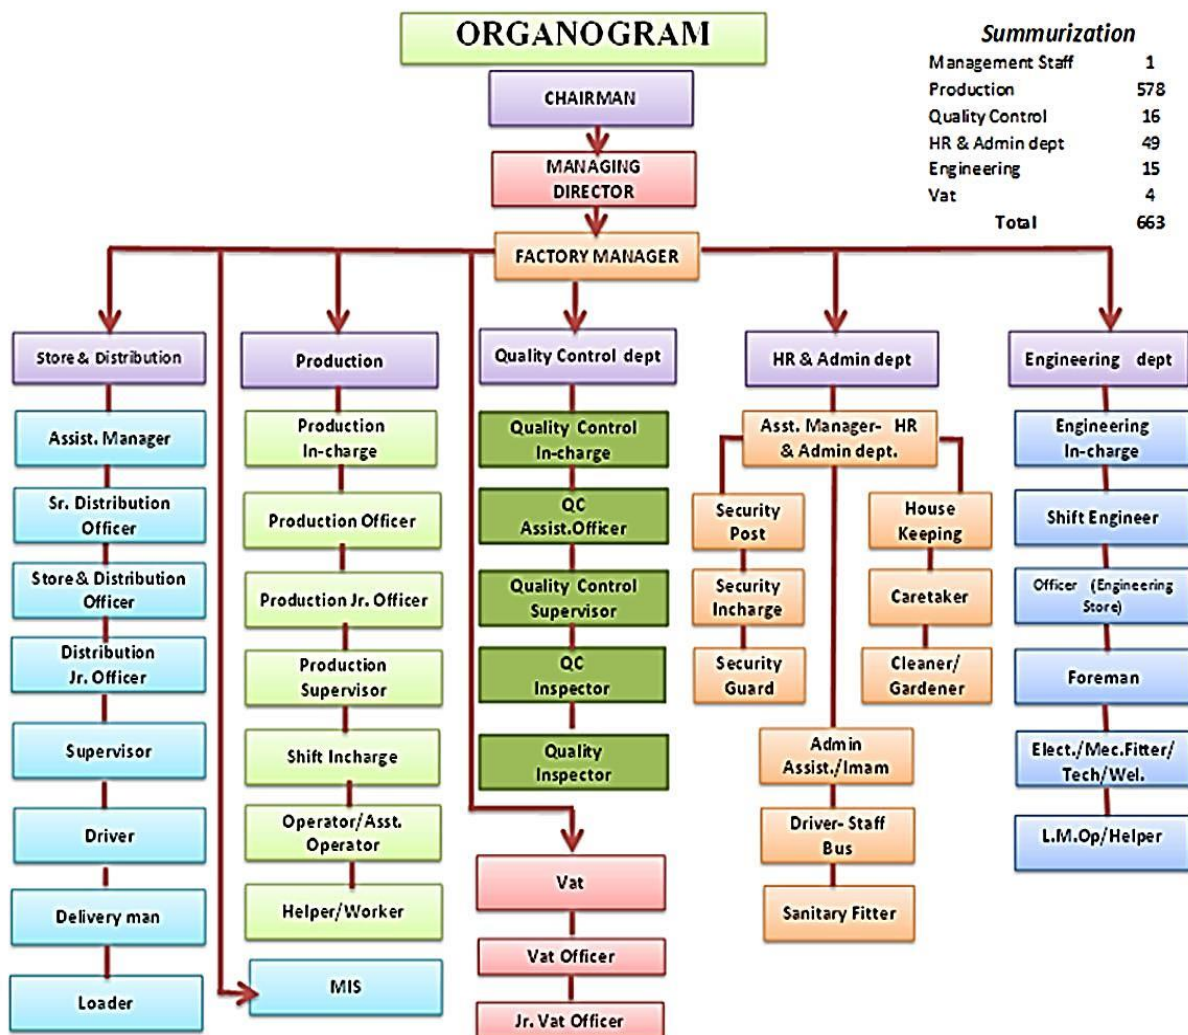 ORGANOGRAM
Summurization
Management Staff 1
Production 578
Quality Control 16
HR & Admin dept 49
Engineering 15
Vat 4
Total 663
CHAIRMAN
MANAGING
DIRECTOR
FACTORY MANAGER
Store & Distribution
Assist. Manager
Sr. Distribution
Officer
Store & Distribution
Officer
Distribution
Jr. Officer
Supervisor
Driver
Delivery man
Loader
Production
Production
In-charge
Production Officer
Production Jr. Officer
Production
Supervisor
Shift Incharge
Operator/Asst.
Operator
Helper/Worker
MIS
Quality Control dept
Quality Control
In-charge
QC
Assist.Officer
Quality Control
Supervisor
QC
Inspector
Quality
Inspector
Vat
Vat Officer
Jr. Vat Officer
HR & Admin dept
Asst. Manager- HR
& Admin dept.
Security
Post
Security
Incharge
Security
Guard
House
Keeping
Caretaker
Cleaner/
Gardener
Admin
Assist./Imam
Driver- Staff
Bus
Sanitary Fitter
Engineering dept
Engineering
In-charge
Shift Engineer
Officer (Engineering
Store)
Foreman
Elect./Mec.Fitter/
Tech/Wel.
L.M.Op/Helper